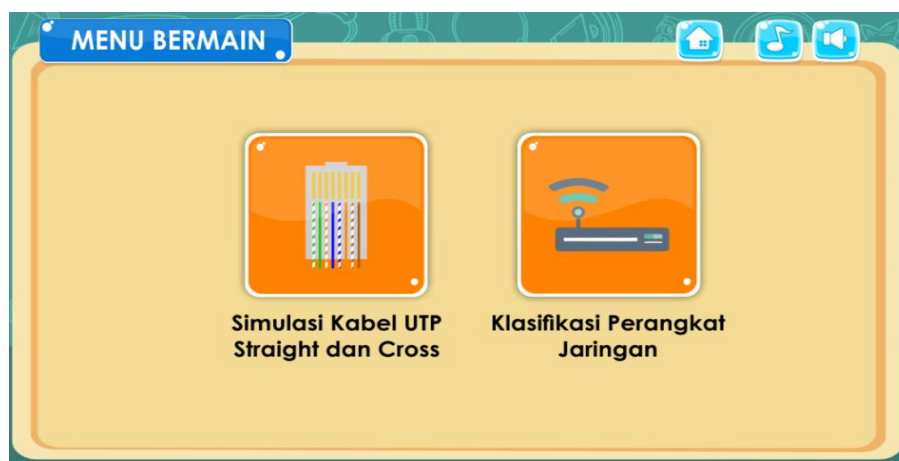 MENU BERMAIN
Simulasi Kabel UTP
Straight dan Cross
Klasifikasi Perangkat
Jaringan